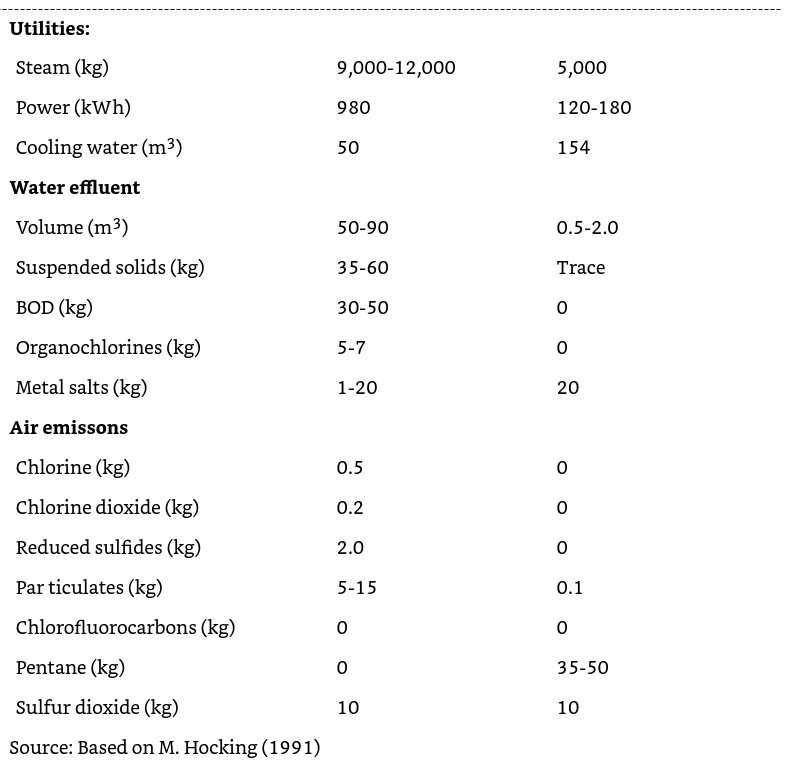 Utilities:
Steam (kg) 9,000-12,000 5,000
Power (kWh) 980 120-180
Cooling water (m³) 50 154
Water effluent
Volume (m³) 50-90 0.5-2.0
Suspended solids (kg) 35-60 Trace
BOD (kg) 30-50 0
Organochlorines (kg) 5-7 0
Metal salts (kg) 1-20 20
Air emissons
Chlorine (kg) 0.5 0
Chlorine dioxide (kg) 0.2 0
Reduced sulfides (kg) 2.0 0
Par ticulates (kg) 5-15 0.1
Chlorofluorocarbons (kg) 0 0
Pentane (kg) 0 35-50
Sulfur dioxide (kg) 10 10
Source: Based on M. Hocking (1991)